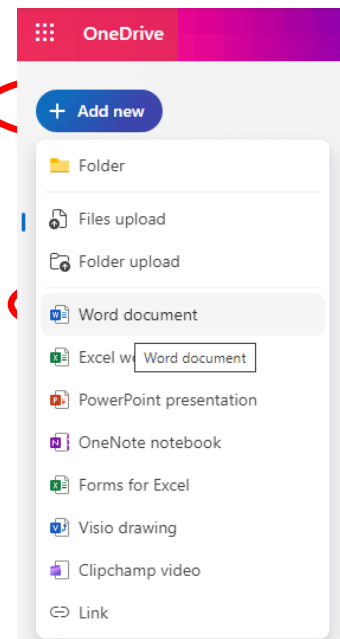 OneDrive
+ Add new
Folder
Files upload
Folder upload
Word document
Excel w
Word document
PowerPoint presentation
OneNote notebook
Forms for Excel
Visio drawing
Clipchamp video
Link